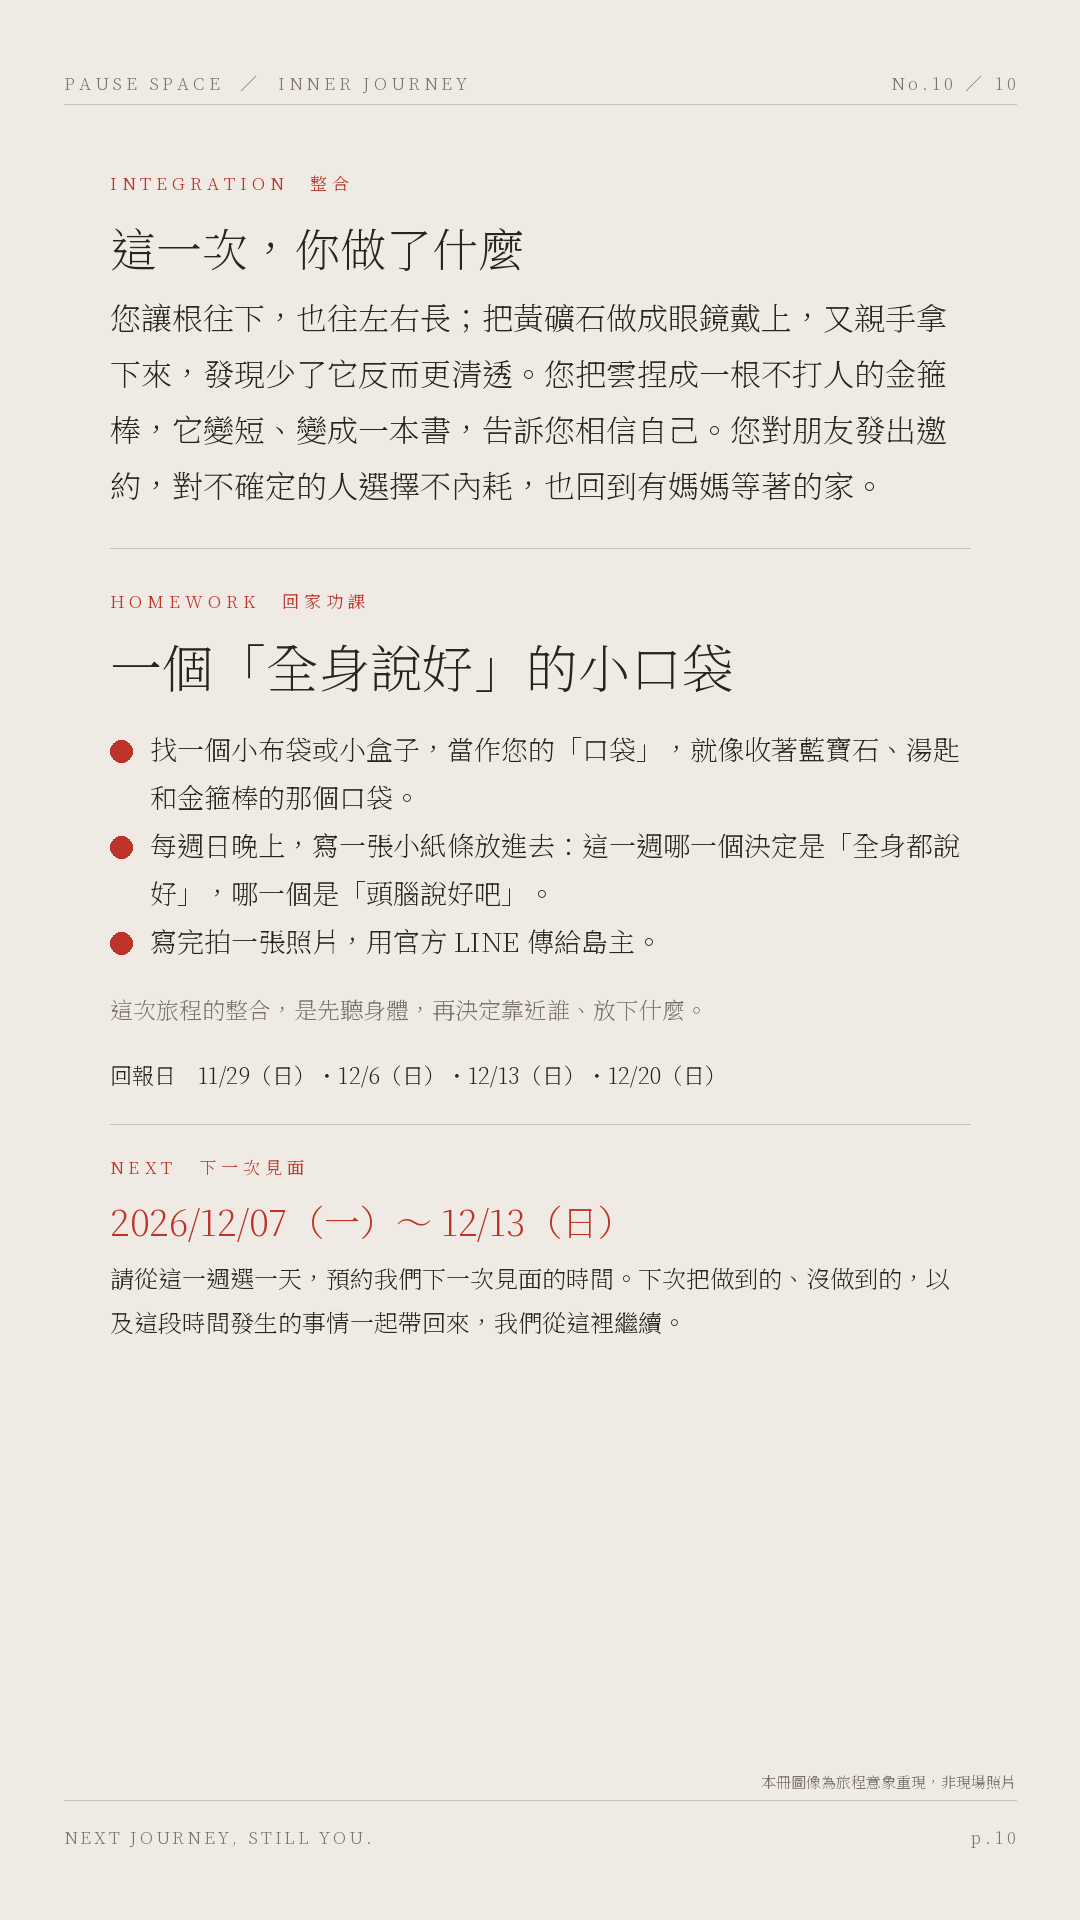 PAUSE SPACE ／ INNER JOURNEY
No.10 ／ 10
INTEGRATION 整合
這一次，你做了什麼
您讓根往下，也往左右長；把黃礦石做成眼鏡戴上，又親手拿
下來，發現少了它反而更清透。您把雲捏成一根不打人的金箍
棒，它變短、變成一本書，告訴您相信自己。您對朋友發出邀
約，對不確定的人選擇不內耗，也回到有媽媽等著的家。
HOMEWORK 回家功課
一個「全身說好」的小口袋
找一個小布袋或小盒子，當作您的「口袋」，就像收著藍寶石、湯匙
和金箍棒的那個口袋。
每週日晚上，寫一張小紙條放進去：這一週哪一個決定是「全身都說
好」，哪一個是「頭腦說好吧」。
寫完拍一張照片，用官方 LINE 傳給島主。
這次旅程的整合，是先聽身體，再決定靠近誰、放下什麼。
回報日 11/29（日）・12/6（日）・12/13（日）・12/20（日）
NEXT 下一次見面
2026/12/07（一）～ 12/13（日）
請從這一週選一天，預約我們下一次見面的時間。下次把做到的、沒做到的，以
及這段時間發生的事情一起帶回來，我們從這裡繼續。
本冊圖像為旅程意象重現，非現場照片
NEXT JOURNEY, STILL YOU.
p.10